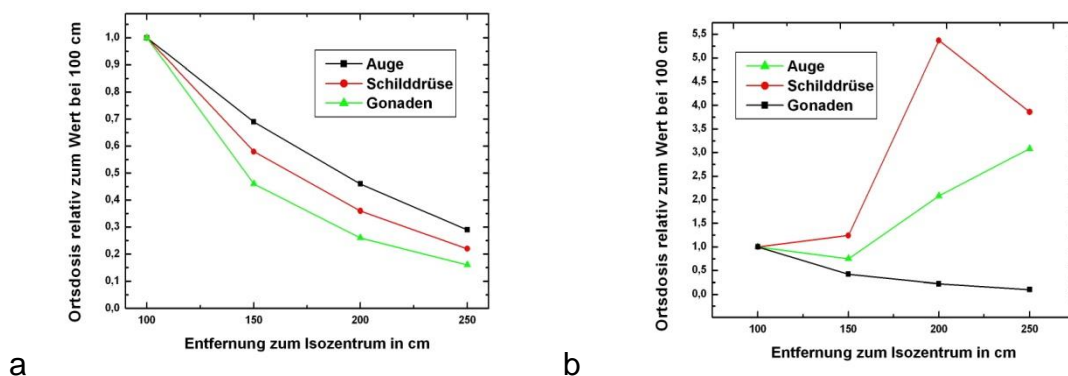 Ortsdosis relativ zum Wert bei 100 cm
1,0
0,9
0,8
0,7
0,6
0,5
0,4
0,3
0,2
0,1
0,0
Auge
Schilddrüse
Gonaden
100 150 200 250
Entfernung zum Isozentrum in cm
a
Ortsdosis relativ zum Wert bei 100 cm
5,5
5,0
4,5
4,0
3,5
3,0
2,5
2,0
1,5
1,0
0,5
0,0
Auge
Schilddrüse
Gonaden
100 150 200 250
Entfernung zum Isozentrum in cm
b